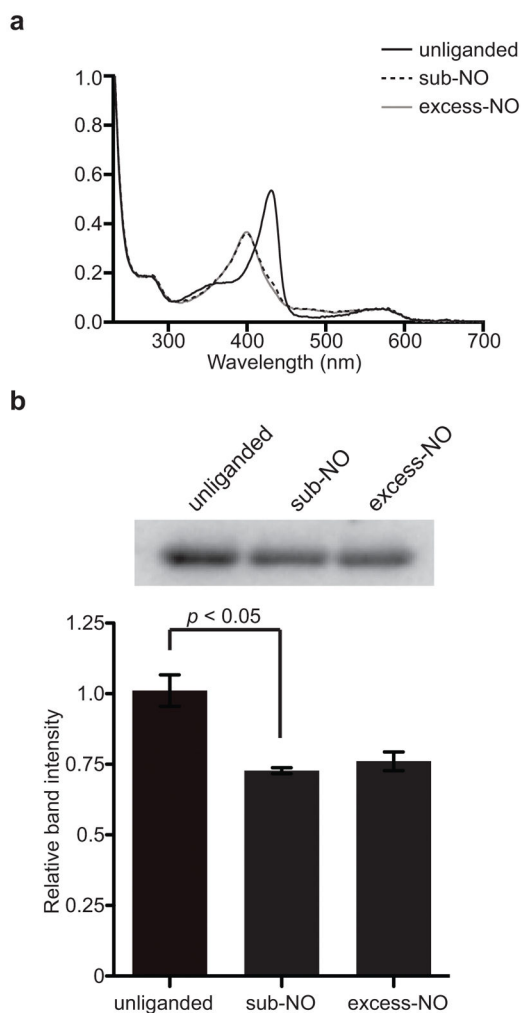 a
unliganded
sub-NO
excess-NO
1.0
0.8
0.6
0.4
0.2
0.0
300 400 500 600 700
Wavelength (nm)
b
unliganded
sub-NO
excess-NO
p < 0.05
1.25
1.0
0.75
0.5
0.25
0
Relative band intensity
unliganded sub-NO excess-NO